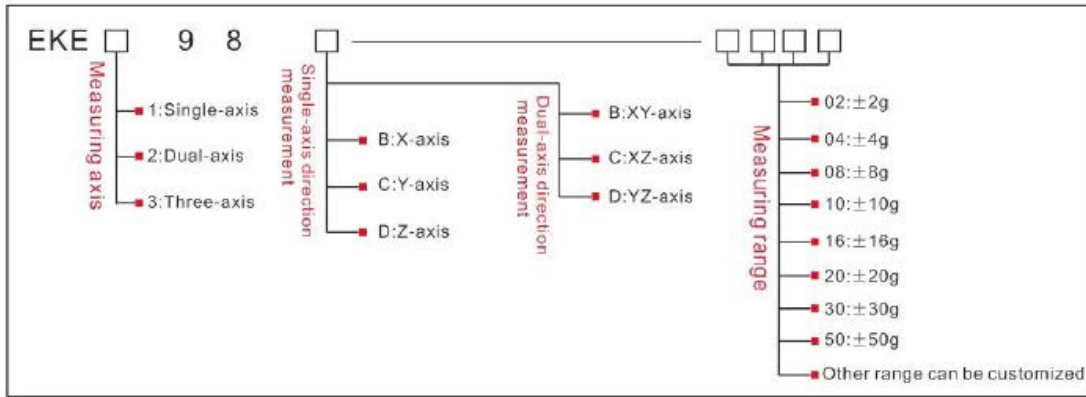 EKE□ 9 8 □ □□□□
Measuring axis
1:Single-axis
2:Dual-axis
3:Three-axis
Single-axis direction
measurement
B:X-axis
C:Y-axis
D:Z-axis
Dual-axis direction
measurement
B:XY-axis
C:XZ-axis
D:YZ-axis
Measuring range
02:±2g
04:±4g
08:±8g
10:±10g
16:±16g
20:±20g
30:±30g
50:±50g
Other range can be customized